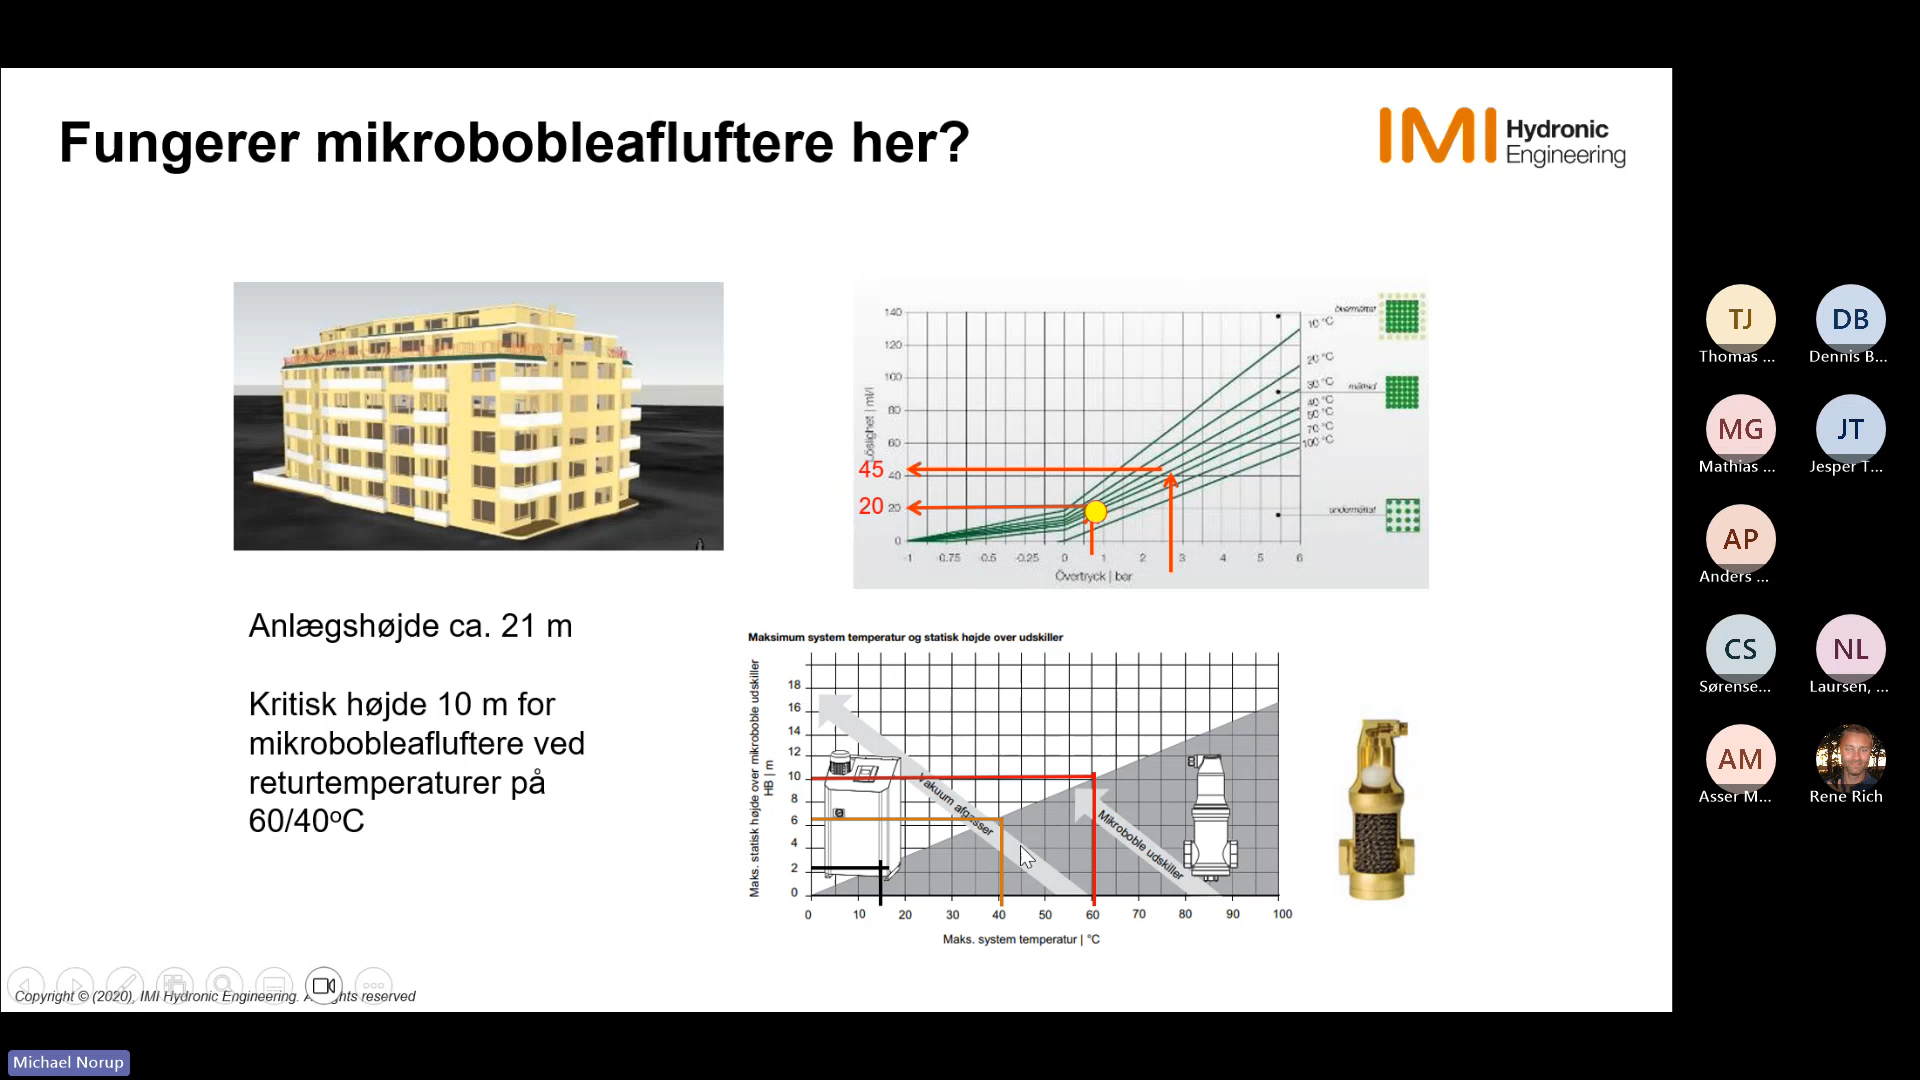 Fungerer mikrobobleafluftere her?
IMI Hydronic
Engineering
140
120
100
80
60
40
20
0
Löslighet | ml/l
45
20
-1
-0.75
-0.5
-0.25
0
1
2
3
4
5
6
Övertryck | bar
10 °C
20 °C
30 °C
40 °C
50 °C
70 °C
100 °C
övermättat
mättad
undermättat
Anlægshøjde ca. 21 m
Kritisk højde 10 m for
mikrobobleafluftere ved
returtemperaturer på
60/40°C
Maksimum system temperatur og statisk højde over udskiller
Maks. statisk højde over mikroboble udskiller
HB | m
18
16
14
12
10
8
6
4
2
0
Vakuum afgasser
Mikroboble udskiller
0
10
20
30
40
50
60
70
80
90
100
Maks. system temperatur | °C
Copyright © (2020), IMI Hydronic Engineering. A ghts reserved
Michael Norup
TJ
Thomas ...
DB
Dennis B...
MG
Mathias ...
JT
Jesper T...
AP
Anders ...
CS
Sørense...
NL
Laursen, ...
AM
Asser M...
Rene Rich